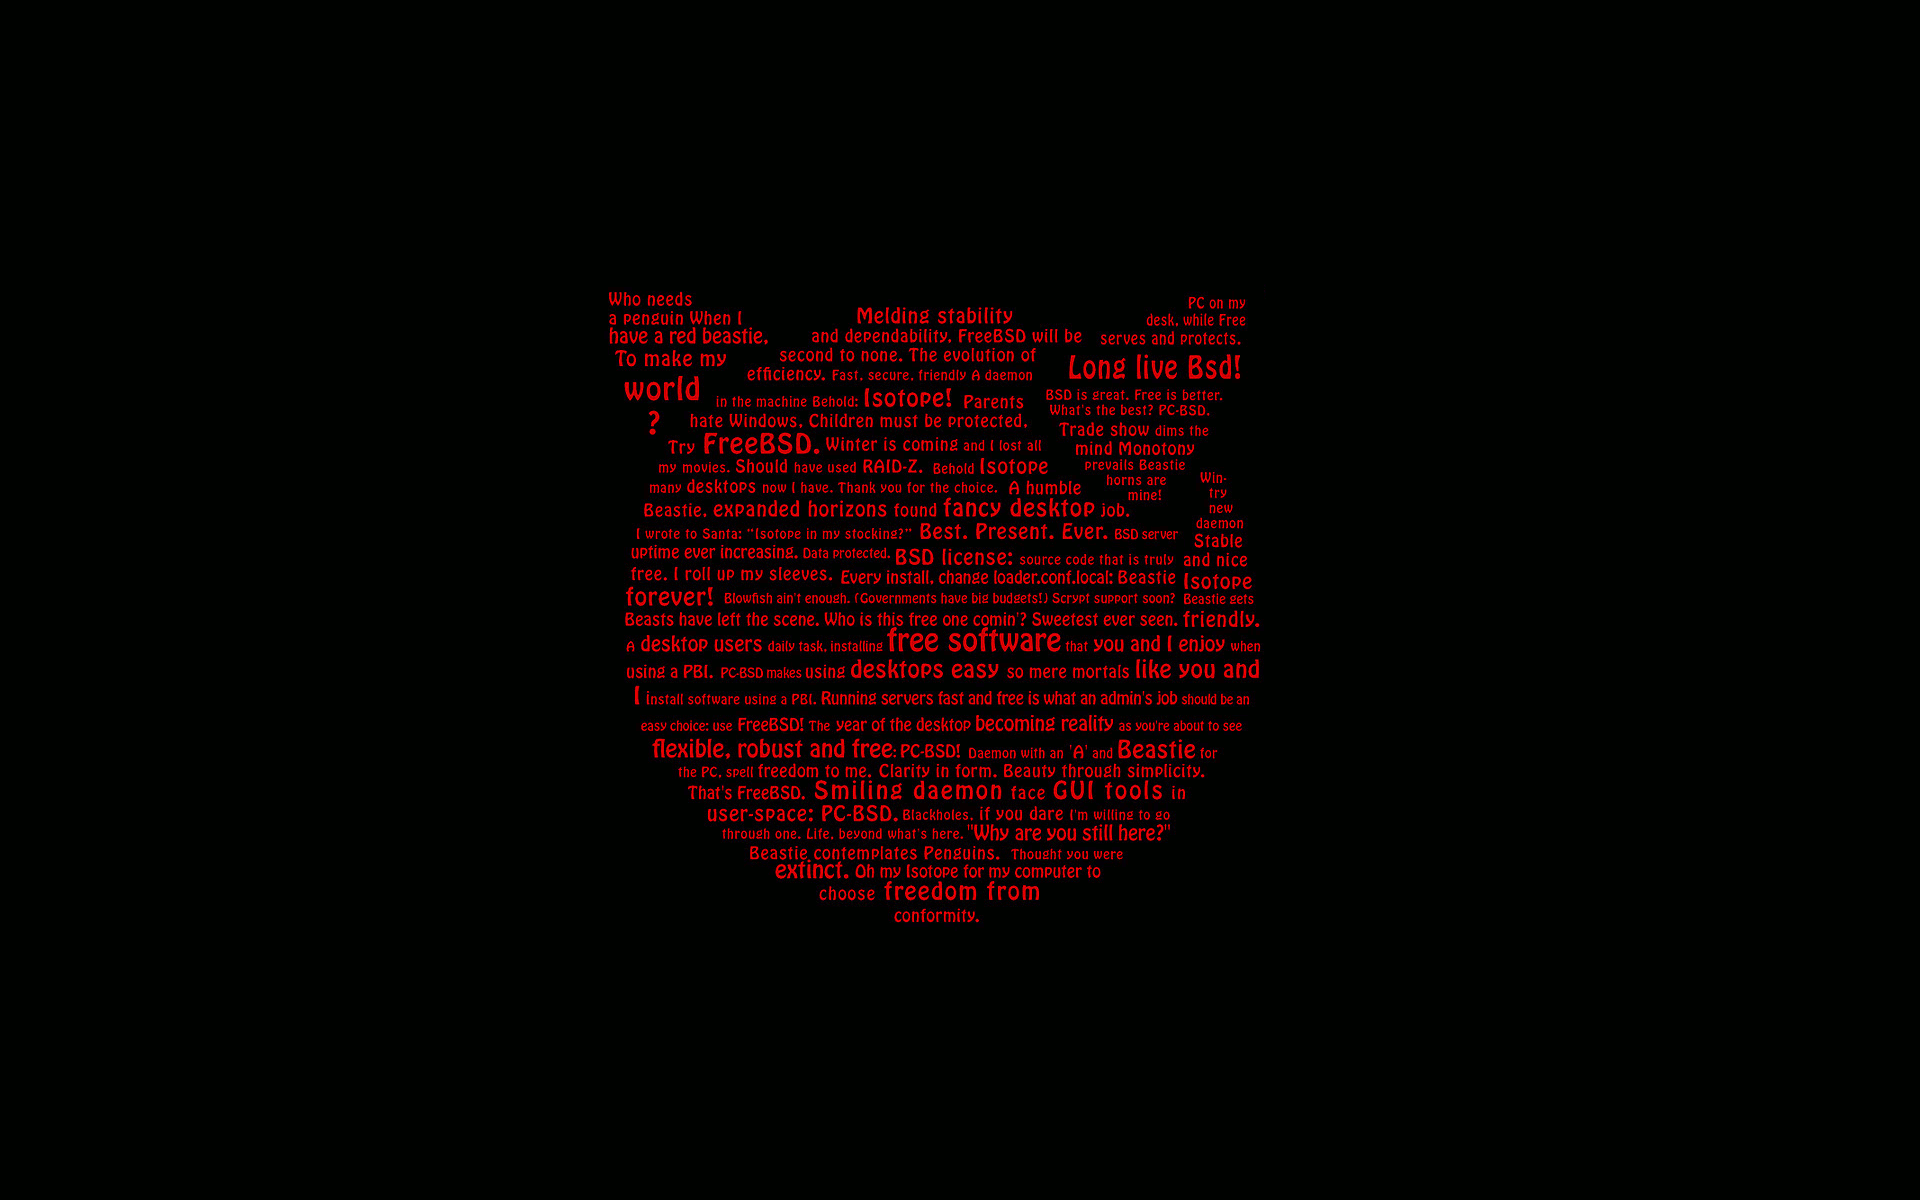 Who needs
a penguin When I
have a red beastie.
To make my
world
?
Melding stability
and dependability. FreeBSD will be
second to none. The evolution of
efficiency. Fast, secure, friendly A daemon
in the machine Behold: Isotope! Parents
hate Windows. Children must be protected.
Try FreeBSD. Winter is coming and I lost all
my movies. Should have used RAID-Z. Behold Isotope
many desktops now I have. Thank you for the choice. A humble
Beastie, expanded horizons found fancy desktop job.
PC on my
desk, while Free
serves and protects.
Long live Bsd!
BSD is great. Free is better.
What's the best? PC-BSD.
Trade show dims the
mind Monotony
prevails Beastie
horns are
mine!
Win-
try
new
daemon
I wrote to Santa: "Isotope in my stocking?" Best. Present. Ever. BSD server Stable
uptime ever increasing. Data protected. BSD license: source code that is truly and nice
free. I roll up my sleeves. Every install, change loader.conf.local: Beastie Isotope
forever! Blowfish ain't enough. (Governments have big budgets!) Scrypt support soon? Beastie gets
Beasts have left the scene. Who is this free one comin'? Sweetest ever seen. friendly.
A desktop users daily task, installing free software that you and I enjoy when
using a PBI. PC-BSD makes using desktops easy so mere mortals like you and
I install software using a PBI. Running servers fast and free is what an admin's job should be an
easy choice: use FreeBSD! The year of the desktop becoming reality as you're about to see
flexible, robust and free: PC-BSD! Daemon with an 'A' and Beastie for
the PC, spell freedom to me. Clarity in form. Beauty through simplicity.
That's FreeBSD. Smiling daemon face GUI tools in
user-space: PC-BSD. Blackholes, if you dare I'm willing to go
through one. Life, beyond what's here. "Why are you still here?"
Beastie contemplates Penguins. Thought you were
extinct. Oh my Isotope for my computer to
choose freedom from
conformity.